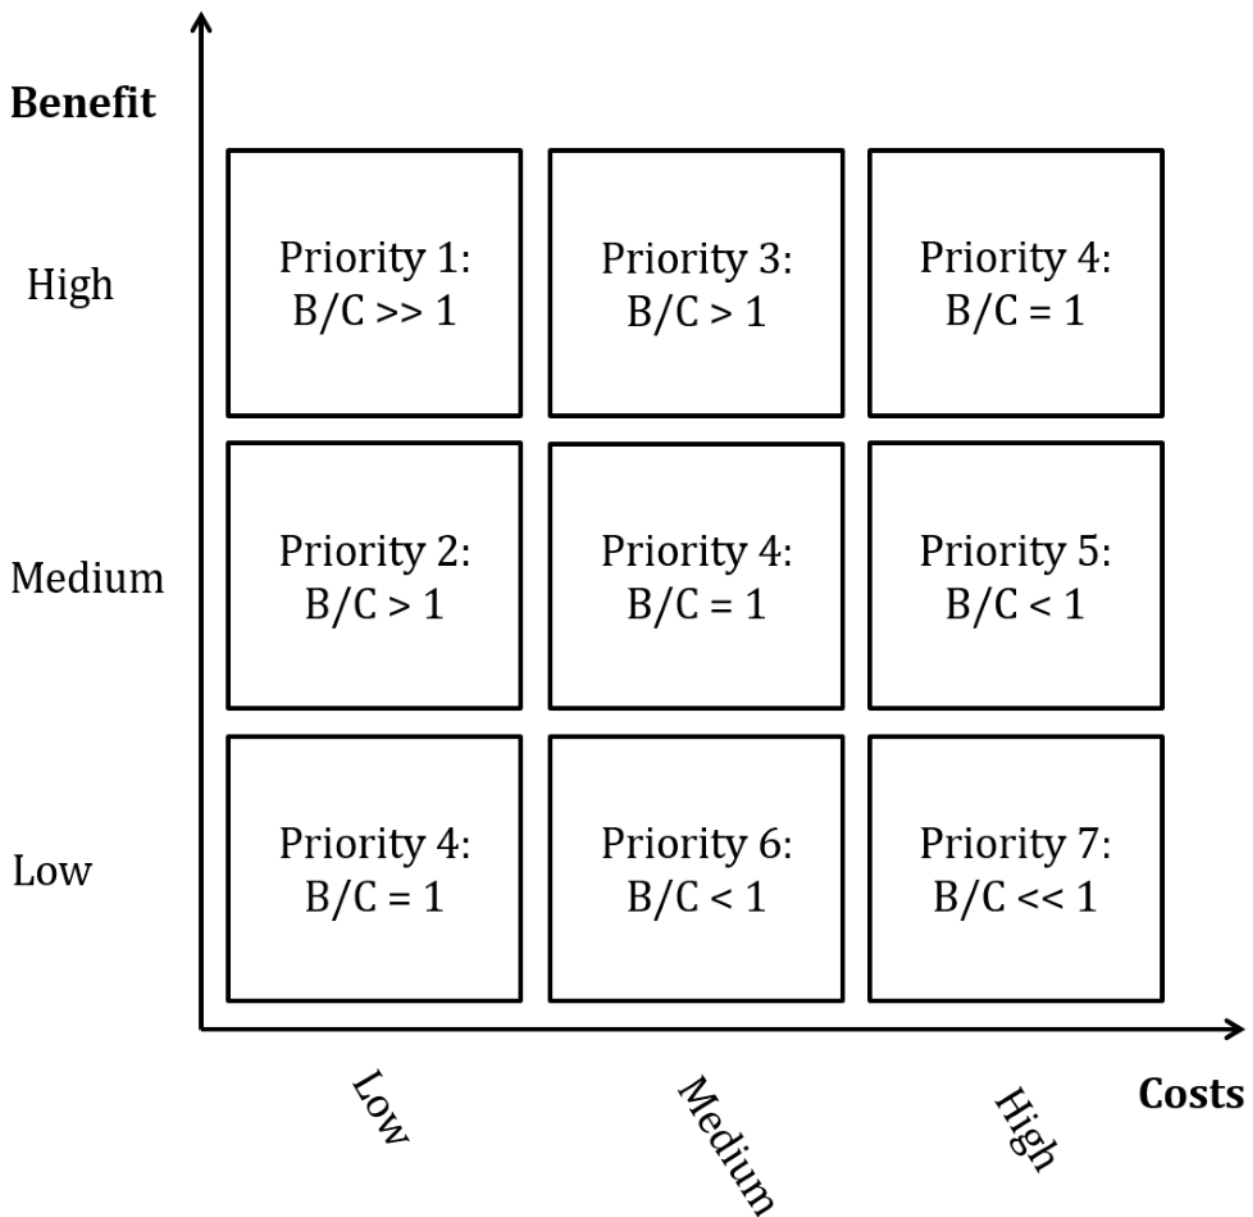 Benefit
High
Priority 1:
B/C >> 1
Priority 3:
B/C > 1
Priority 4:
B/C = 1
Medium
Priority 2:
B/C > 1
Priority 4:
B/C = 1
Priority 5:
B/C < 1
Low
Priority 4:
B/C = 1
Priority 6:
B/C < 1
Priority 7:
B/C << 1
Low
Medium
High
Costs